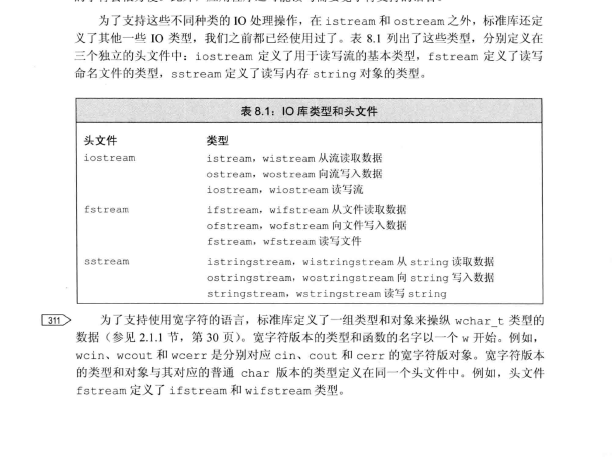 为了支持这些不同种类的 IO 处理操作，在 istream 和 ostream 之外，标准库还定
义了其他一些 IO 类型，我们之前都已经使用过了。表 8.1 列出了这些类型，分别定义在
三个独立的头文件中：iostream 定义了用于读写流的基本类型，fstream 定义了读写
命名文件的类型，sstream 定义了读写内存 string 对象的类型。
表 8.1：IO 库类型和头文件
头文件 类型
iostream istream，wistream 从流读取数据
ostream，wostream 向流写入数据
iostream，wiostream 读写流
fstream ifstream，wifstream 从文件读取数据
ofstream，wofstream 向文件写入数据
fstream，wfstream 读写文件
sstream istringstream，wistringstream 从 string 读取数据
ostringstream，wostringstream 向 string 写入数据
stringstream，wstringstream 读写 string
311 为了支持使用宽字符的语言，标准库定义了一组类型和对象来操纵 wchar_t 类型的
数据（参见 2.1.1 节，第 30 页）。宽字符版本的类型和函数的名字以一个 w 开始。例如，
wcin、wcout 和 wcerr 是分别对应 cin、cout 和 cerr 的宽字符版对象。宽字符版本
的类型和对象与其对应的普通 char 版本的类型定义在同一个头文件中。例如，头文件
fstream 定义了 ifstream 和 wifstream 类型。